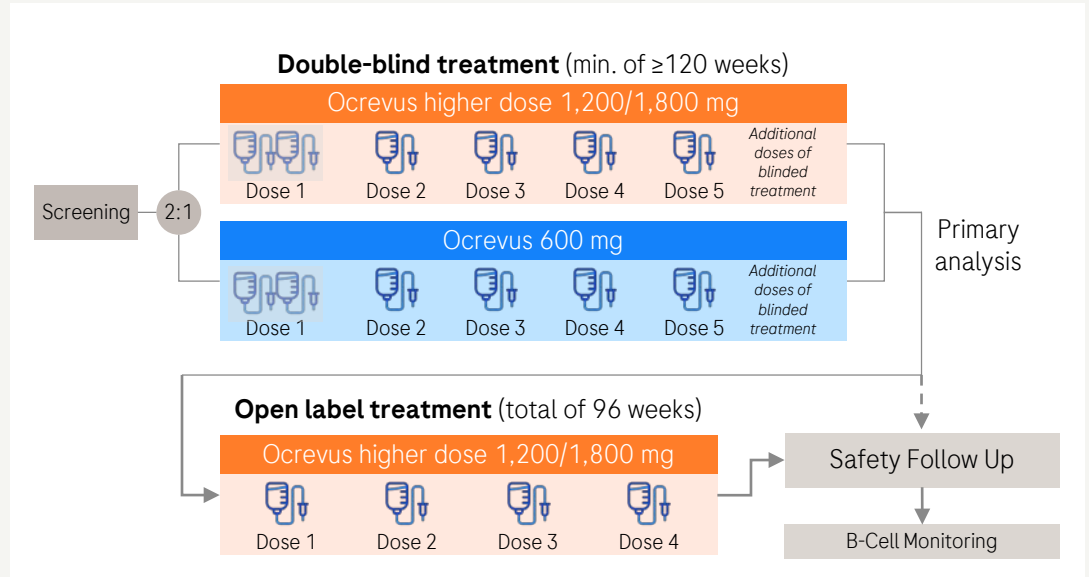 Double-blind treatment (min. of ≥120 weeks)
Ocrevus higher dose 1,200/1,800 mg
Dose 1
Dose 2
Dose 3
Dose 4
Dose 5
Additional
doses of
blinded
treatment
Screening
2:1
Ocrevus 600 mg
Dose 1
Dose 2
Dose 3
Dose 4
Dose 5
Additional
doses of
blinded
treatment
Primary
analysis
Open label treatment (total of 96 weeks)
Ocrevus higher dose 1,200/1,800 mg
Dose 1
Dose 2
Dose 3
Dose 4
Safety Follow Up
B-Cell Monitoring